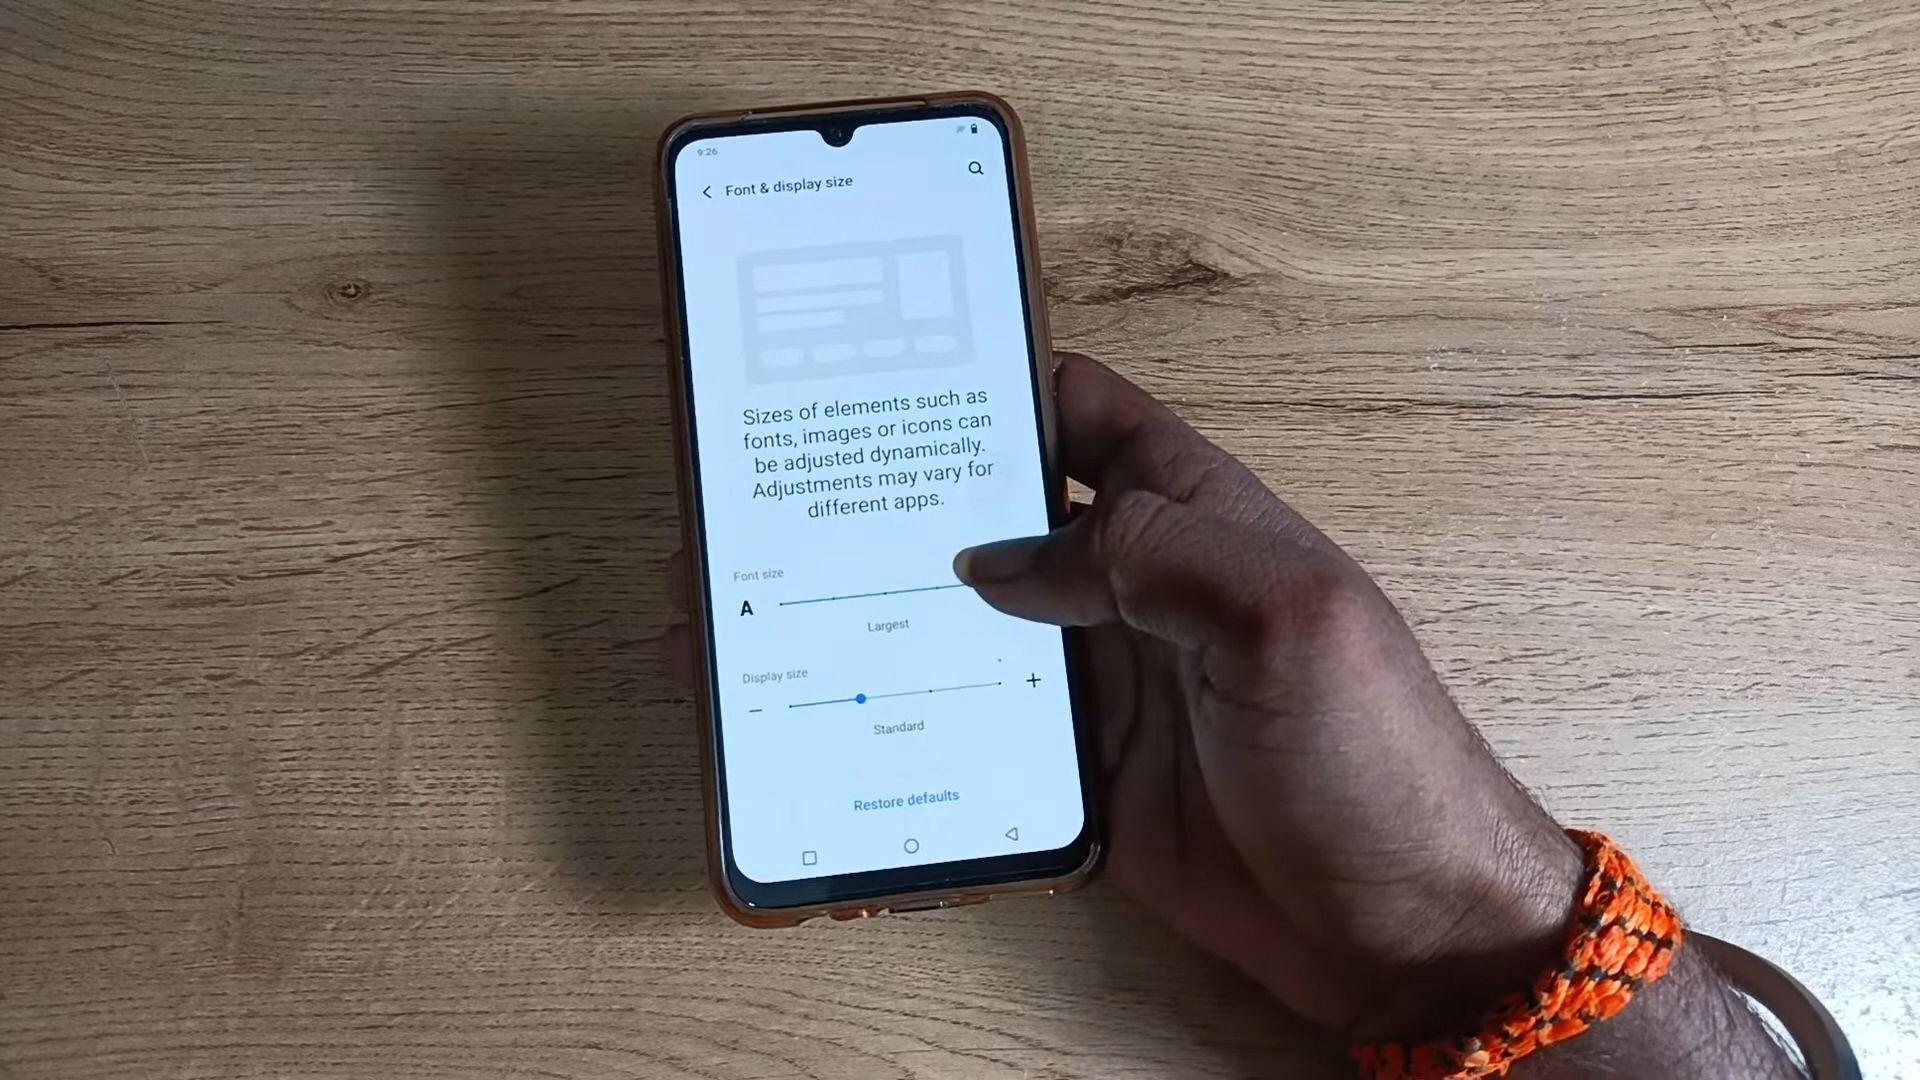 9:26
Font & display size
Sizes of elements such as
fonts, images or icons can
be adjusted dynamically.
Adjustments may vary for
different apps.
Font size
A
Largest
Display size
Standard
Restore defaults